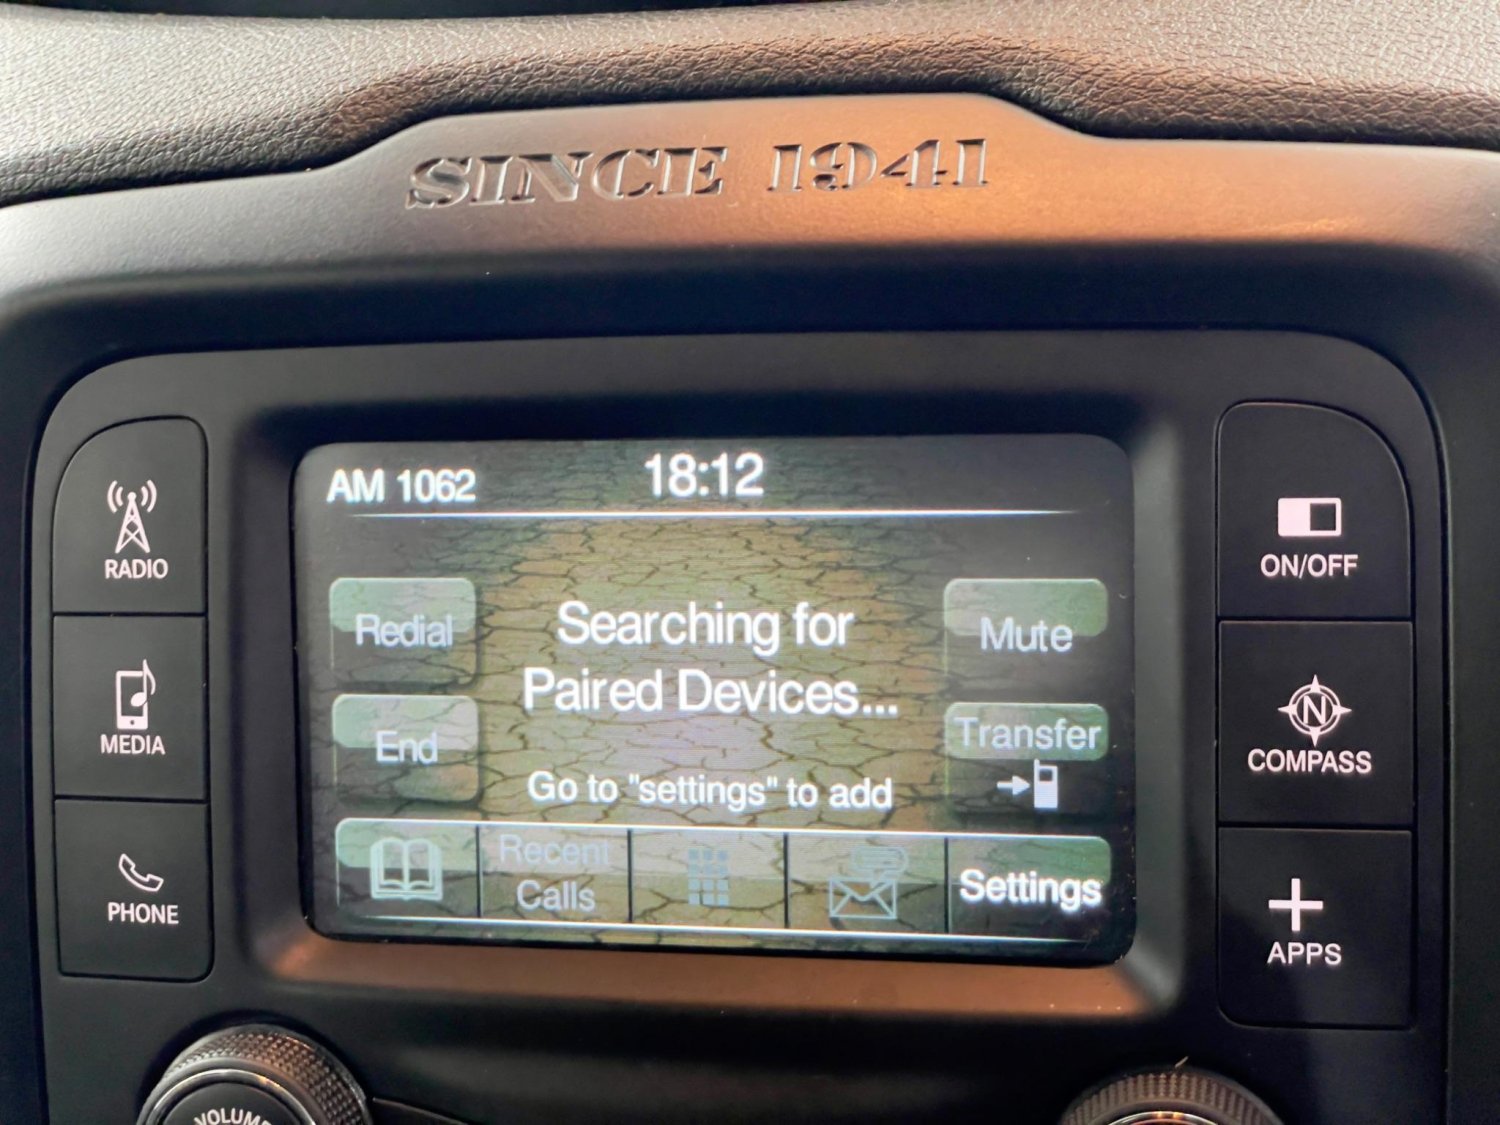 SINCE 1941
AM 1062
18:12
RADIO
MEDIA
PHONE
Redial
End
Searching for
Paired Devices...
Go to "settings" to add
Mute
Transfer
Recent
Calls
Settings
ON/OFF
N
COMPASS
APPS
VOLUME